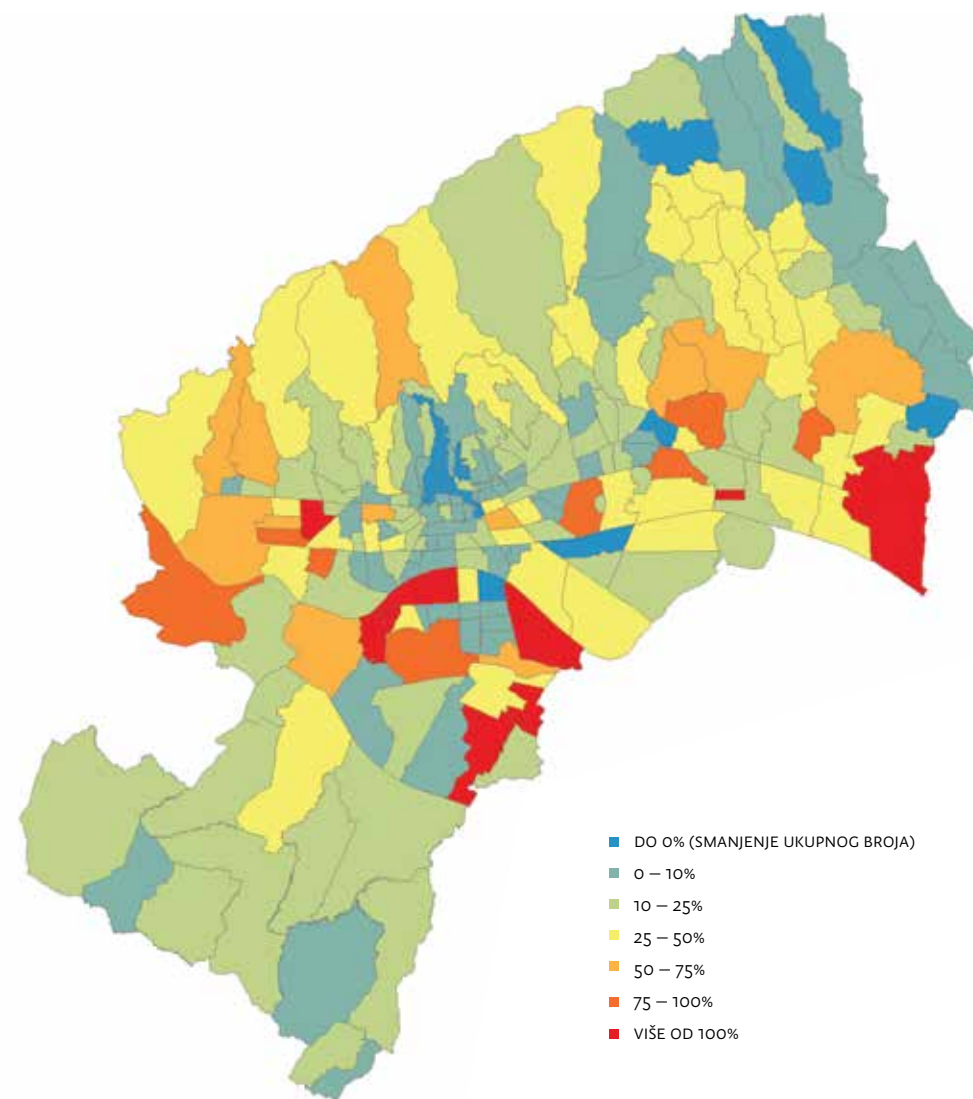 DO 0% (SMANJENJE UKUPNOG BROJA)
0 – 10%
10 – 25%
25 – 50%
50 – 75%
75 – 100%
VIŠE OD 100%